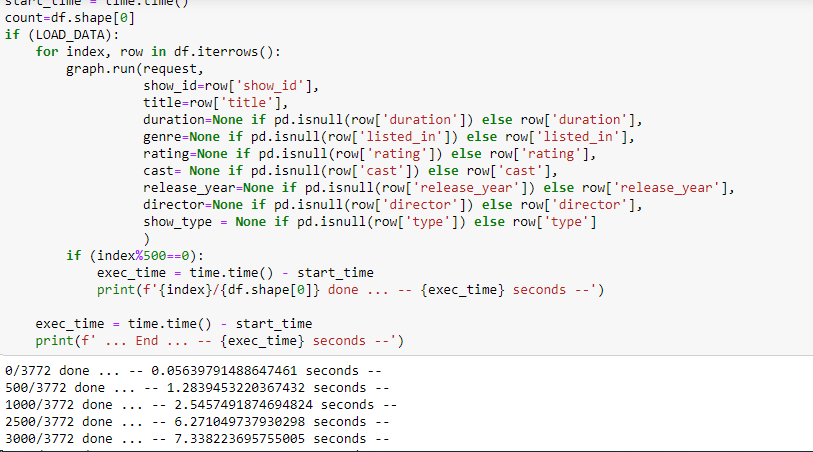 start_time = time.time()
count=df.shape[0]
if (LOAD_DATA):
    for index, row in df.iterrows():
        graph.run(request,
                  show_id=row['show_id'],
                  title=row['title'],
                  duration=None if pd.isnull(row['duration']) else row['duration'],
                  genre=None if pd.isnull(row['listed_in']) else row['listed_in'],
                  rating=None if pd.isnull(row['rating']) else row['rating'],
                  cast= None if pd.isnull(row['cast']) else row['cast'],
                  release_year=None if pd.isnull(row['release_year']) else row['release_year'],
                  director=None if pd.isnull(row['director']) else row['director'],
                  show_type = None if pd.isnull(row['type']) else row['type']
                  )
        if (index%500==0):
            exec_time = time.time() - start_time
            print(f'{index}/{df.shape[0]} done ... -- {exec_time} seconds --')
    exec_time = time.time() - start_time
    print(f' ... End ... -- {exec_time} seconds --')
0/3772 done ... -- 0.05639791488647461 seconds --
500/3772 done ... -- 1.2839453220367432 seconds --
1000/3772 done ... -- 2.5457491874694824 seconds --
2500/3772 done ... -- 6.271049737930298 seconds --
3000/3772 done ... -- 7.338223695755005 seconds --